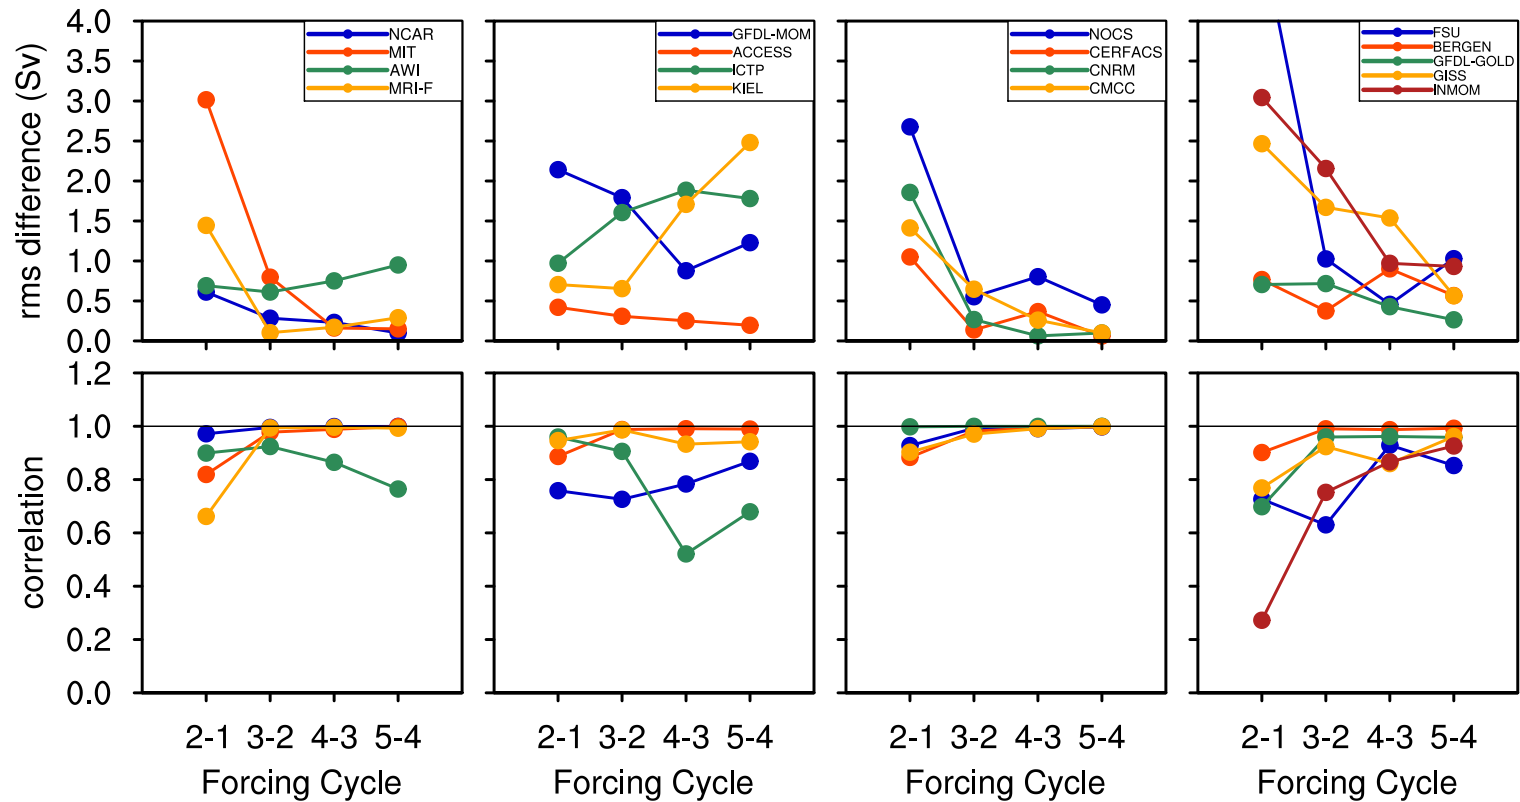 rms difference (Sv)
4.0
3.5
3.0
2.5
2.0
1.5
1.0
0.5
0.0
NCAR
MIT
AWI
MRI-F
GFDL-MOM
ACCESS
ICTP
KIEL
NOCS
CERFACS
CNRM
CMCC
FSU
BERGEN
GFDL-GOLD
GISS
INMOM
correlation
1.2
1.0
0.8
0.6
0.4
0.2
0.0
2-1 3-2 4-3 5-4 2-1 3-2 4-3 5-4 2-1 3-2 4-3 5-4 2-1 3-2 4-3 5-4
Forcing Cycle Forcing Cycle Forcing Cycle Forcing Cycle